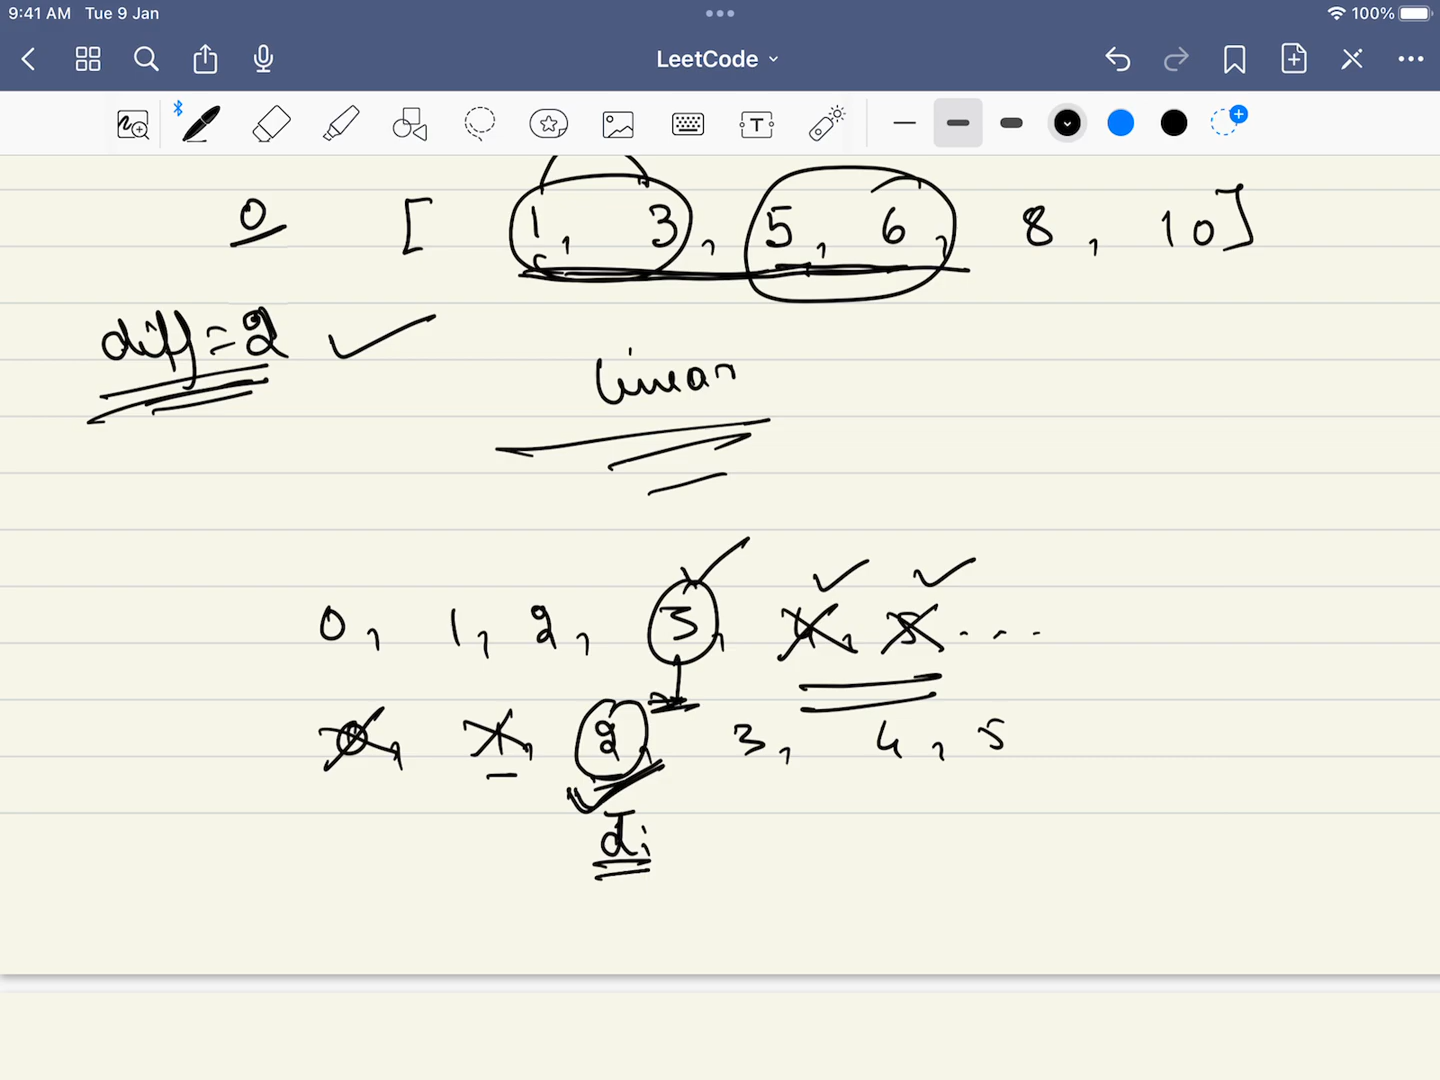 9:41 AM Tue 9 Jan
100%
LeetCode
T
0 [ 1, 3, 5, 6, 8, 10]
diff=2
linear
0, 1, 2, 3, 4, 5 ...
0, 1, 2, 3, 4, 5
di